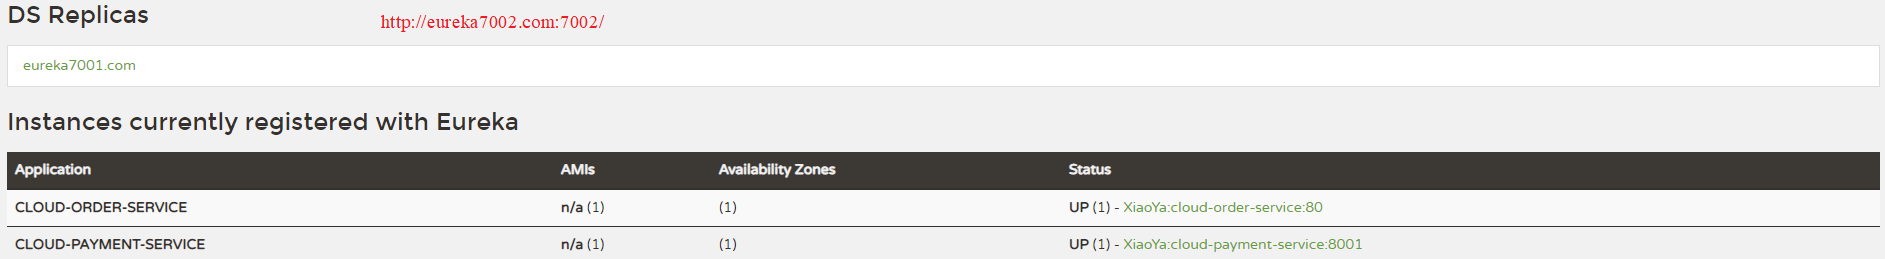 DS Replicas
http://eureka7002.com:7002/
eureka7001.com
Instances currently registered with Eureka
Application AMIs Availability Zones Status
CLOUD-ORDER-SERVICE n/a (1) (1) UP (1) - XiaoYa:cloud-order-service:80
CLOUD-PAYMENT-SERVICE n/a (1) (1) UP (1) - XiaoYa:cloud-payment-service:8001